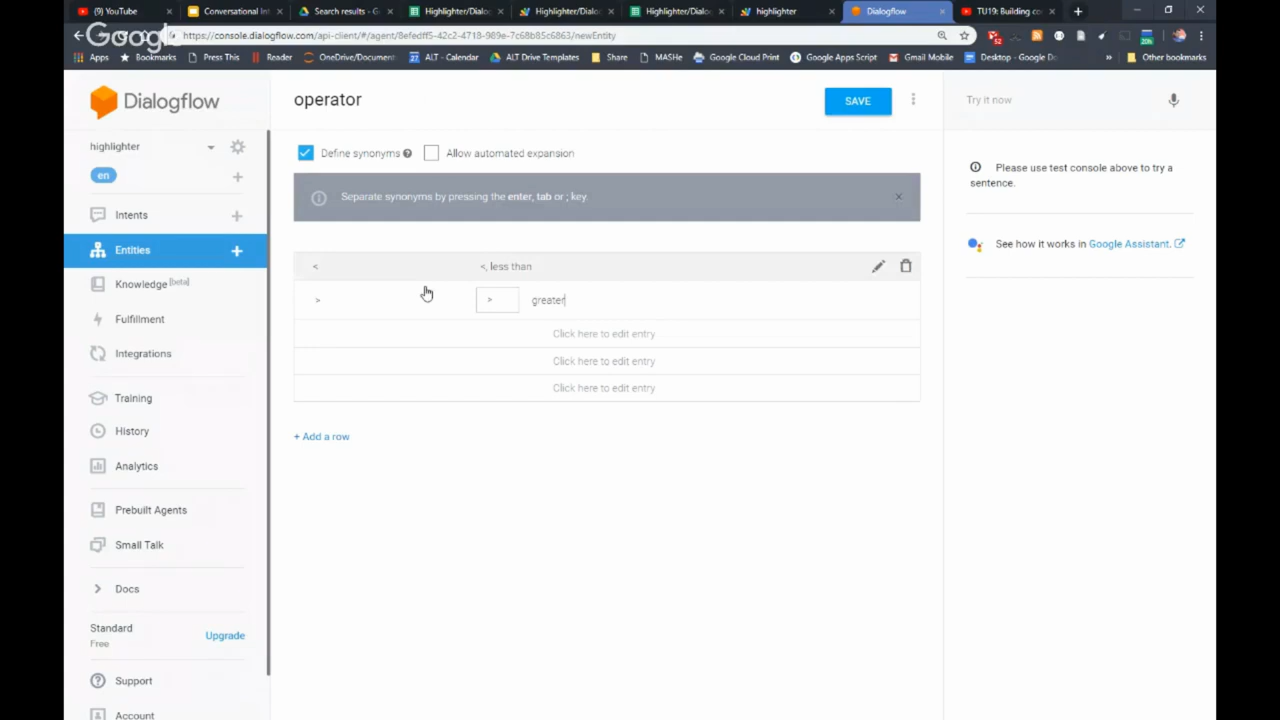 (9) YouTube
Conversational In
Search results - G
Highlighter/Dialo
Highlighter/Dialo
Highlighter/Dialo
highlighter
Dialogflow
TU19: Building co
Google
https://console.dialogflow.com/api-client/#/agent/8efedff5-42c2-4718-989e-7c68b85c6863/newEntity
Apps
Bookmarks
Press This
Reader
OneDrive/Document
ALT - Calendar
ALT Drive Templates
Share
MASHe
Google Cloud Print
Google Apps Script
Gmail Mobile
Desktop - Google Do
»
Other bookmarks
Dialogflow
operator
SAVE
Try it now
highlighter
Define synonyms
Allow automated expansion
en
Please use test console above to try a
sentence.
Separate synonyms by pressing the enter, tab or ; key.
Intents
See how it works in Google Assistant.
Entities
< <, less than
Knowledge [beta]
> > greater
Fulfillment
Click here to edit entry
Integrations
Click here to edit entry
Click here to edit entry
Training
History
+ Add a row
Analytics
Prebuilt Agents
Small Talk
Docs
Standard
Free
Upgrade
Support
Account